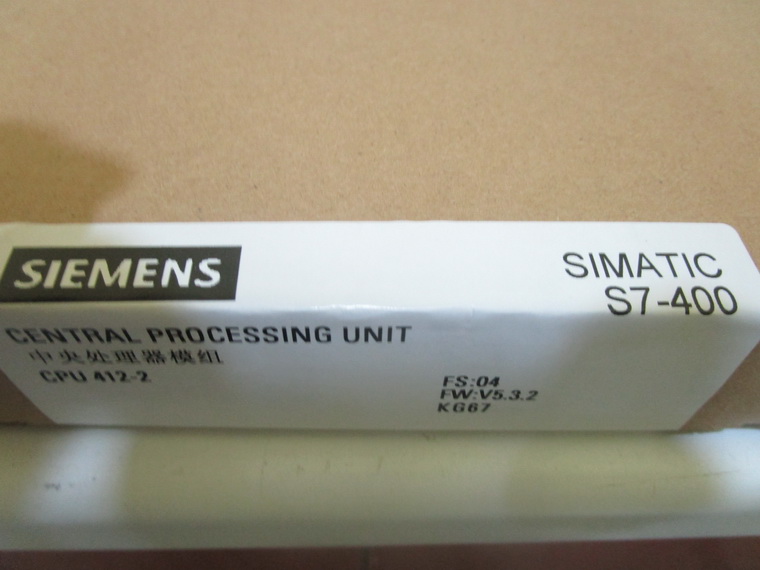 SIEMENS
SIMATIC
S7-400
CENTRAL PROCESSING UNIT
中央处理器模组
CPU 412-2
FS:04
FW:V5.3.2
KG67